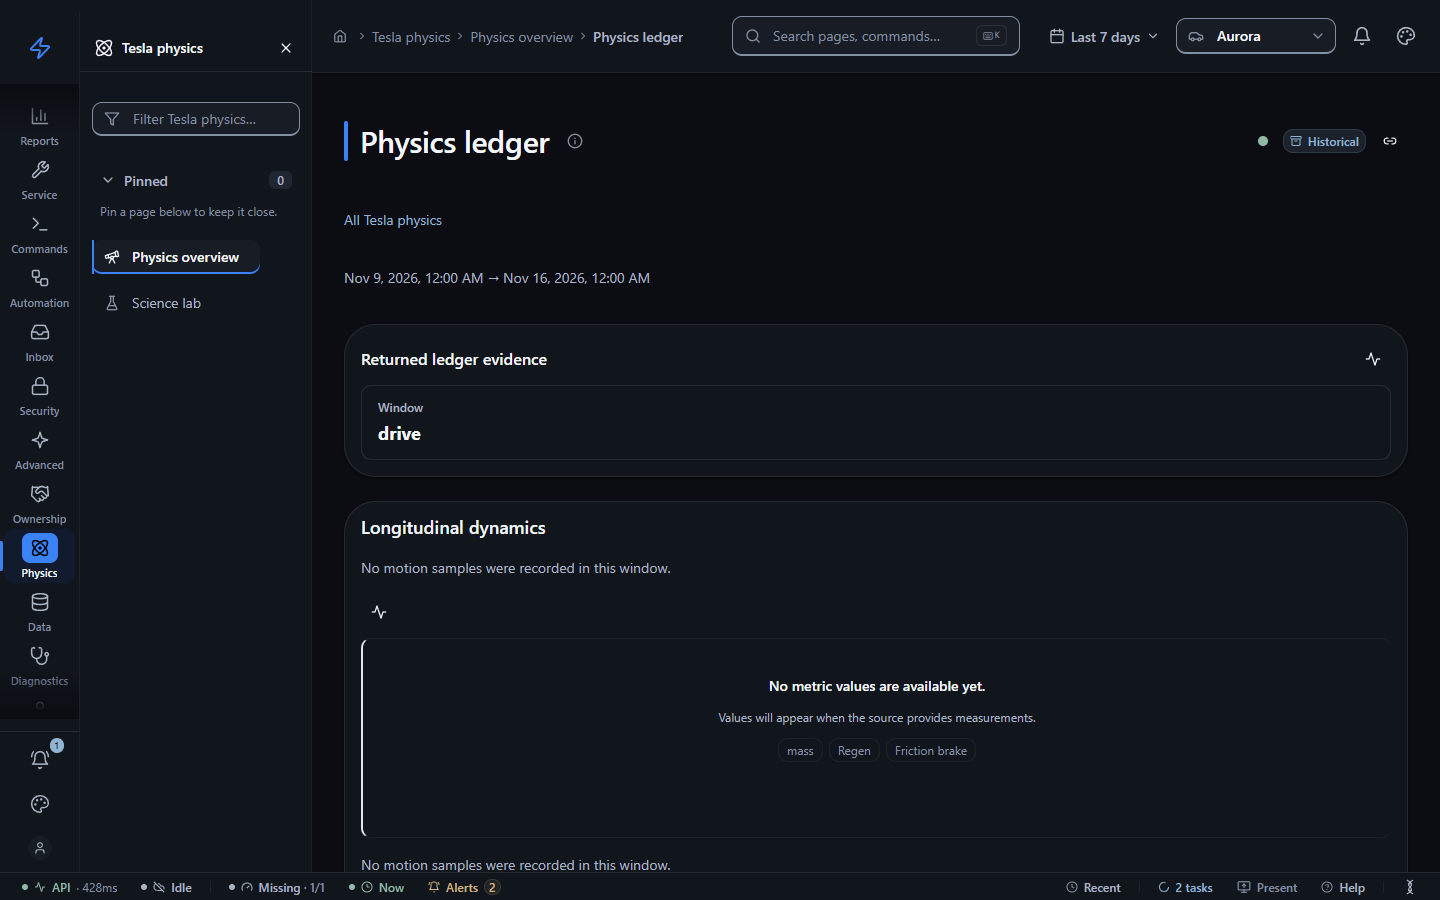 Tesla physics
Tesla physics
Physics overview
Physics ledger
Search pages, commands...
K
Last 7 days
Aurora
Reports
Service
Commands
Automation
Inbox
Security
Advanced
Ownership
Physics
Data
Diagnostics
1
Filter Tesla physics...
Pinned
0
Pin a page below to keep it close.
Physics overview
Science lab
Physics ledger
Historical
All Tesla physics
Nov 9, 2026, 12:00 AM → Nov 16, 2026, 12:00 AM
Returned ledger evidence
Window
drive
Longitudinal dynamics
No motion samples were recorded in this window.
No metric values are available yet.
Values will appear when the source provides measurements.
mass
Regen
Friction brake
No motion samples were recorded in this window.
API · 428ms
Idle
Missing · 1/1
Now
Alerts 2
Recent
2 tasks
Present
Help